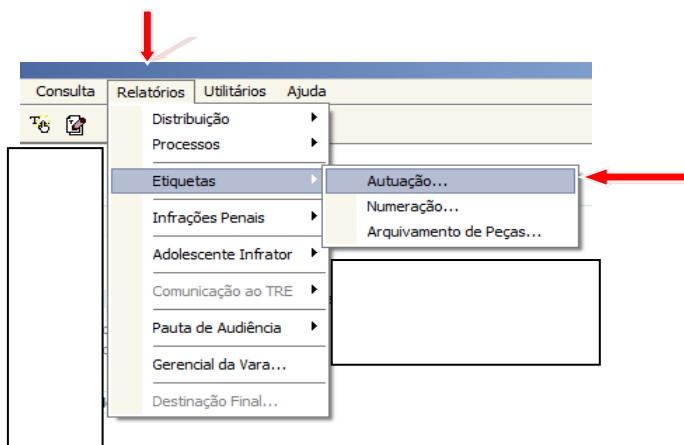 Consulta Relatórios Utilitários Ajuda
Distribuição
Processos
Etiquetas
Autuação...
Numeração...
Arquivamento de Peças...
Infrações Penais
Adolescente Infrator
Comunicação ao TRE
Pauta de Audiência
Gerencial da Vara...
Destinação Final...